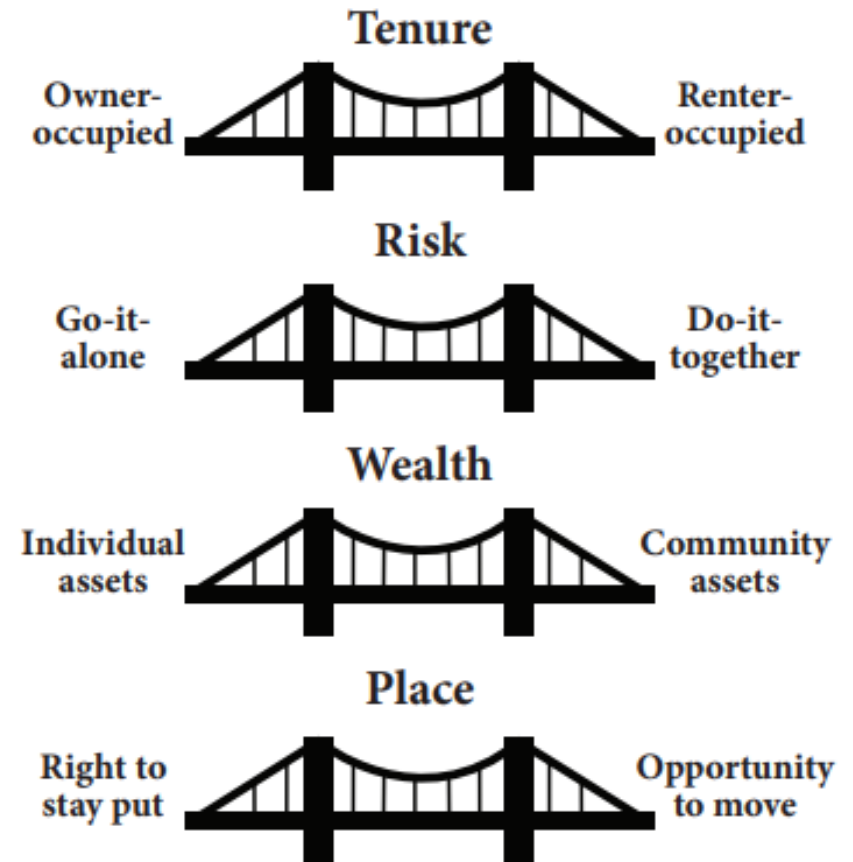 Tenure
Owner-
occupied
Renter-
occupied
Risk
Go-it-
alone
Do-it-
together
Wealth
Individual
assets
Community
assets
Place
Right to
stay put
Opportunity
to move